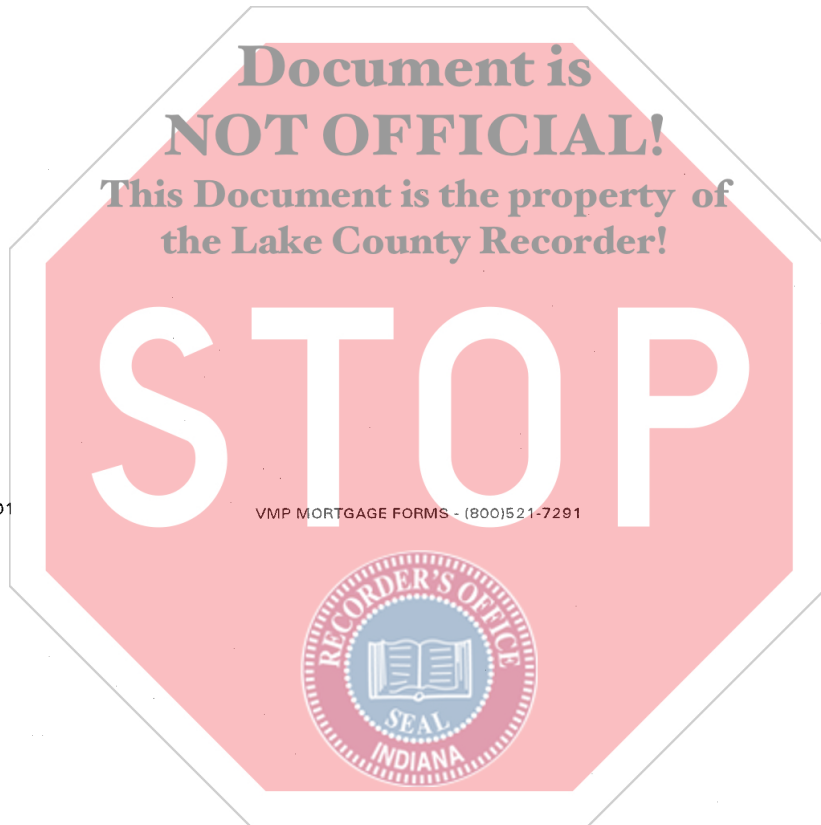 Document is
NOT OFFICIAL!
This Document is the property of
the Lake County Recorder!
STOP
VMP MORTGAGE FORMS - (800)521-7291
RECORDER'S OFFICE
SEAL
INDIANA